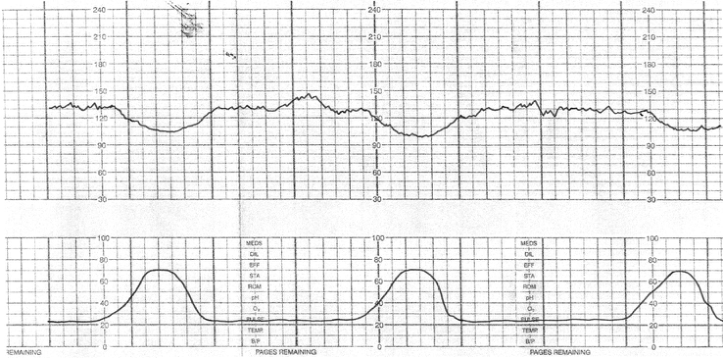 240 240 240
210 210 210
180 180 180
150 150 150
120 120 120
90 90 90
60 60 60
30 30 30
100 MEDS 100 MEDS 100
DIL DIL
80 EFF 80 EFF 80
STA STA
60 ROM 60 ROM 60
pH pH
40 O₂ 40 O₂ 40
20 PULSE 20 PULSE 20
TEMP. TEMP.
0 B/P 0 B/P 0
REMAINING PAGES REMAINING PAGES REMAINING